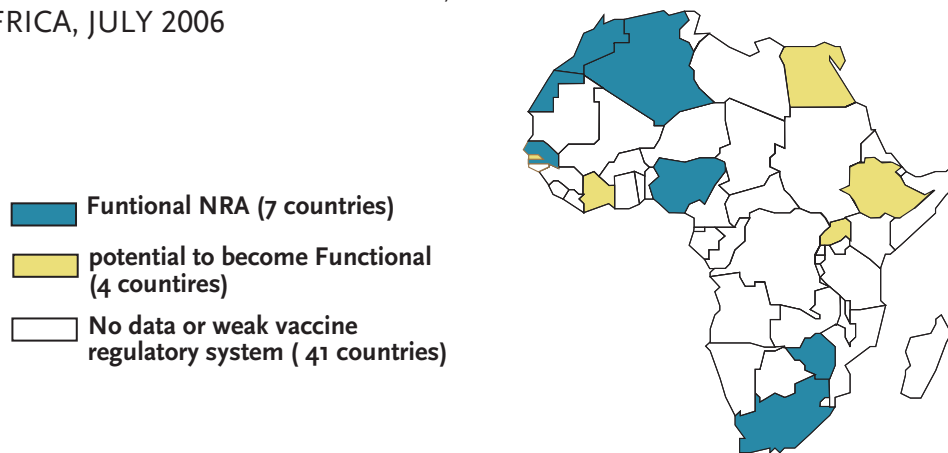 FRICA, JULY 2006
Funtional NRA (7 countries)
potential to become Functional
(4 countires)
No data or weak vaccine
regulatory system ( 41 countries)